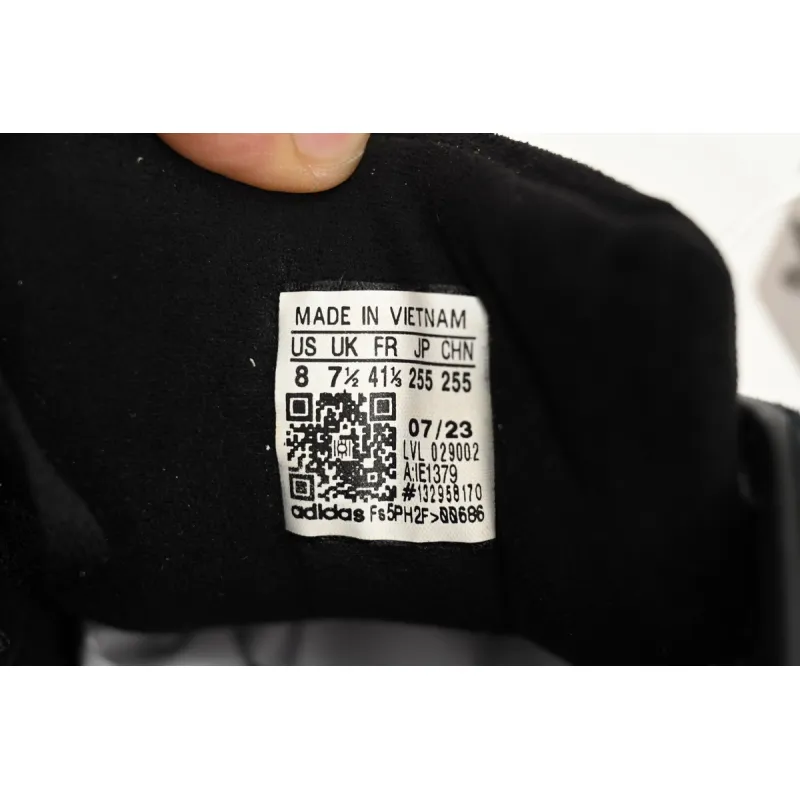 MADE IN VIETNAM
US UK FR JP CHN
8 7½ 41⅓ 255 255
07/23
LVL 029002
A:IE1379
#132958170
adidas Fs5PH2F>00686